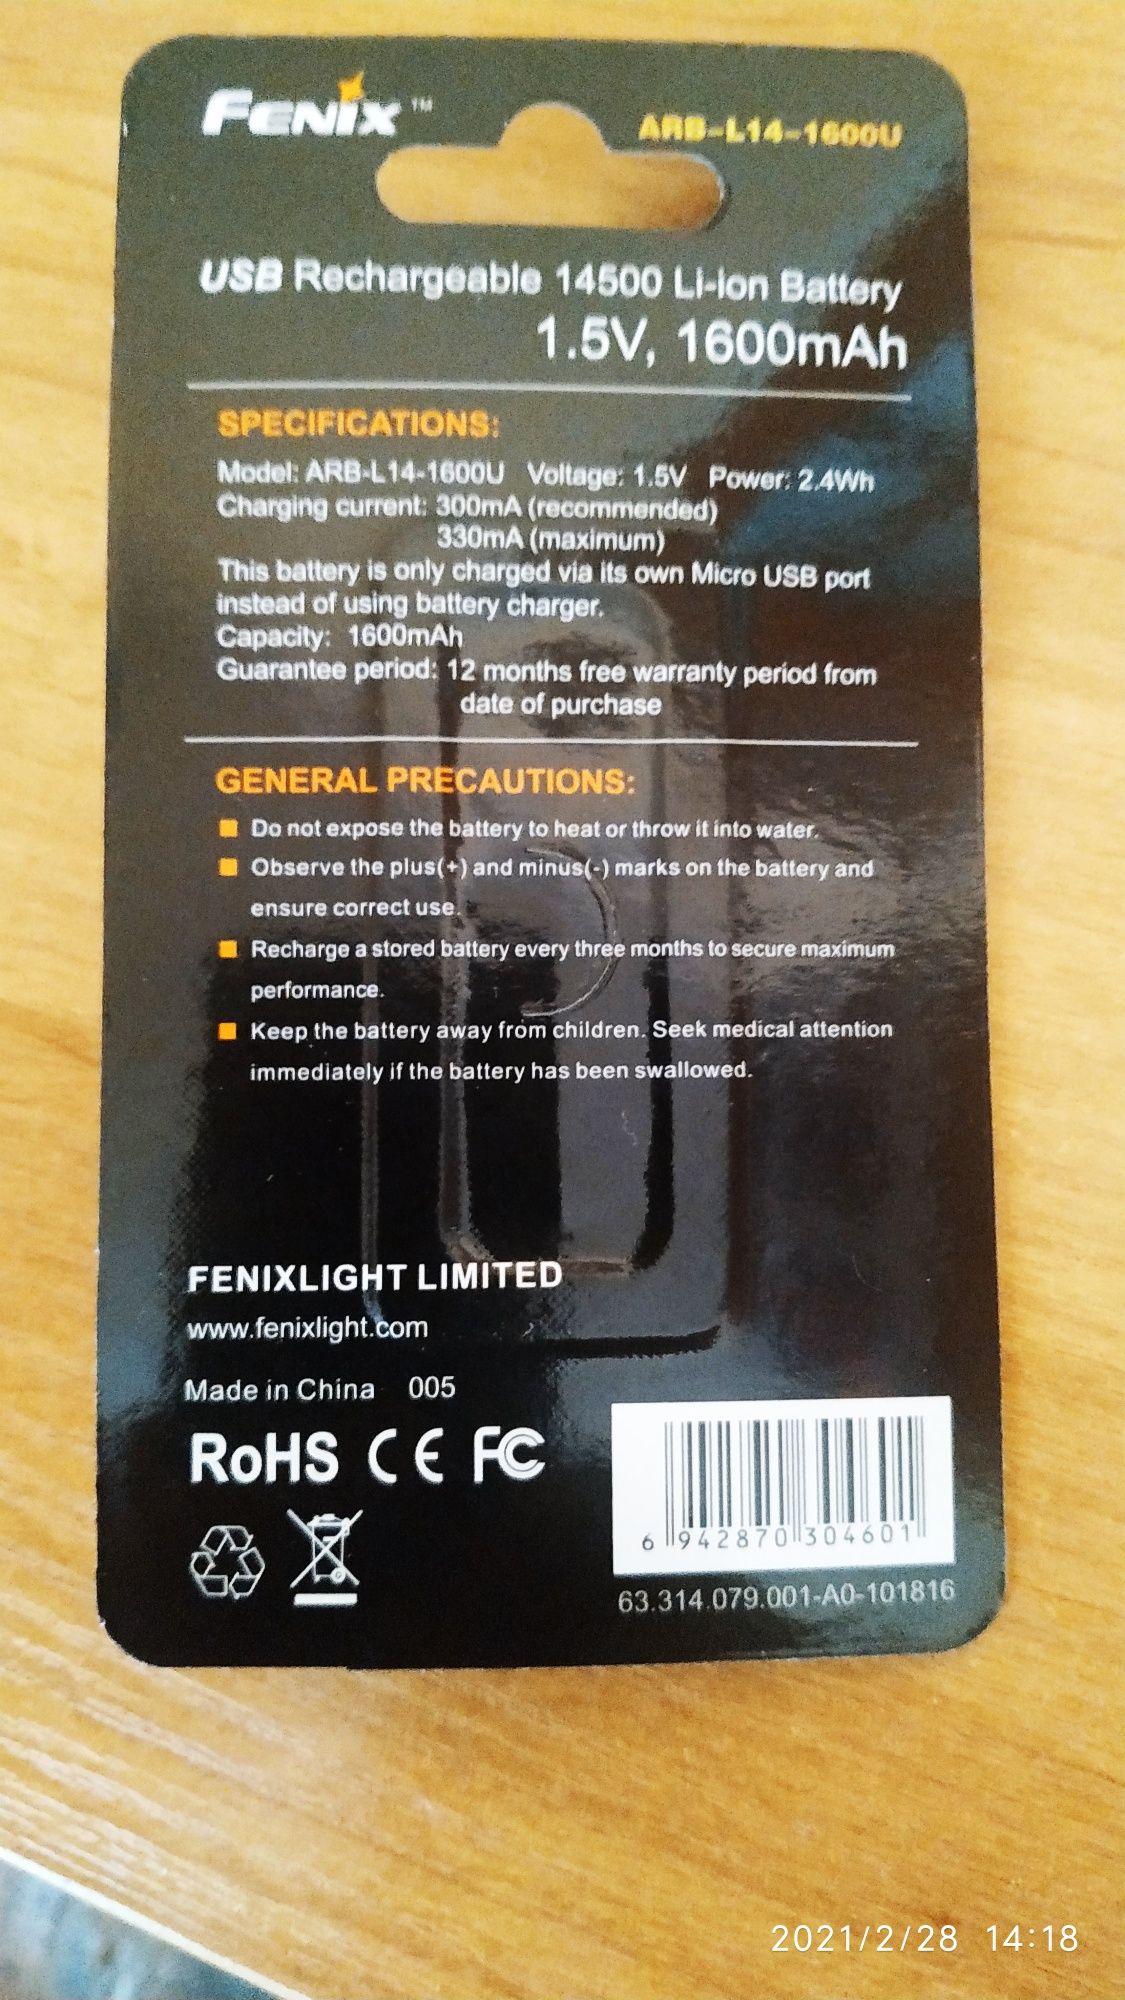 FENIX™
ARB-L14-1600U
USB Rechargeable 14500 Li-ion Battery
1.5V, 1600mAh
SPECIFICATIONS:
Model: ARB-L14-1600U Voltage: 1.5V Power: 2.4Wh
Charging current: 300mA (recommended)
330mA (maximum)
This battery is only charged via its own Micro USB port
instead of using battery charger.
Capacity: 1600mAh
Guarantee period: 12 months free warranty period from
date of purchase
GENERAL PRECAUTIONS:
Do not expose the battery to heat or throw it into water.
Observe the plus(+) and minus(-) marks on the battery and
ensure correct use.
Recharge a stored battery every three months to secure maximum
performance.
Keep the battery away from children. Seek medical attention
immediately if the battery has been swallowed.
FENIXLIGHT LIMITED
www.fenixlight.com
Made in China 005
RoHS CE FC
6 942870 304601
63.314.079.001-A0-101816
2021/2/28 14:18